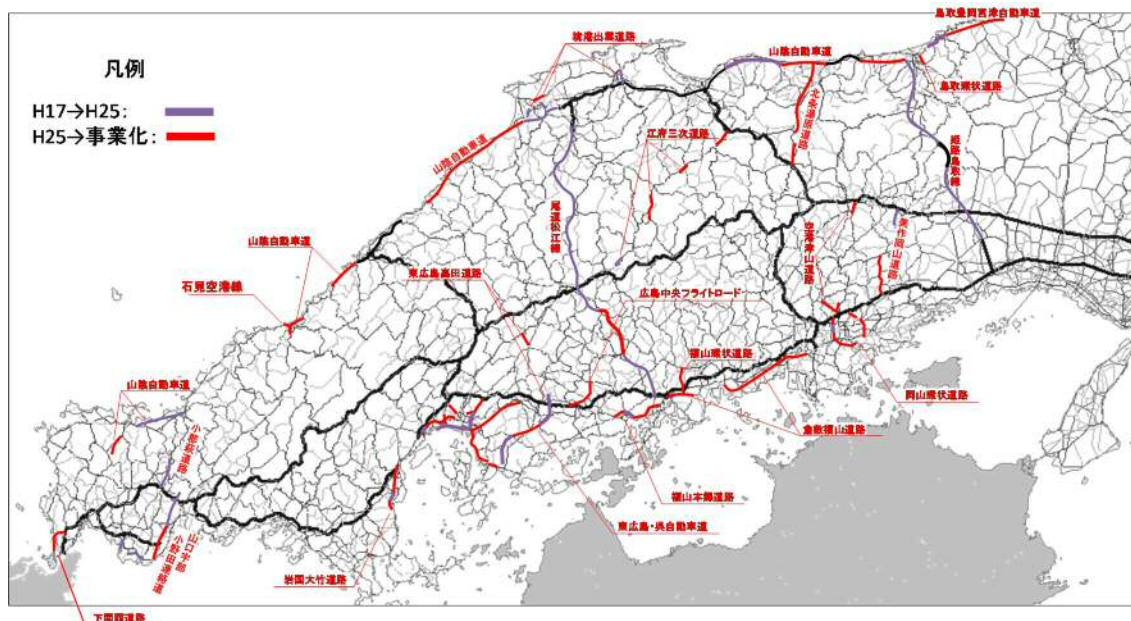 鳥取豊岡宮津自動車道
境港出雲道路
山陰自動車道
凡例
鳥取環状道路
H17→H25:
H25→事業化:
北条湯原道路
江府三次道路
山陰自動車道
姫路鳥取線
尾道松江線
空港津山道路
美作岡山道路
山陰自動車道
東広島高田道路
石見空港線
広島中央フライトロード
福山環状道路
山陰自動車道
岡山環状道路
小郡萩道路
倉敷福山道路
福山本郷道路
東広島・呉自動車道
山口宇部
小野田連絡道
岩国大竹道路
下関西道路